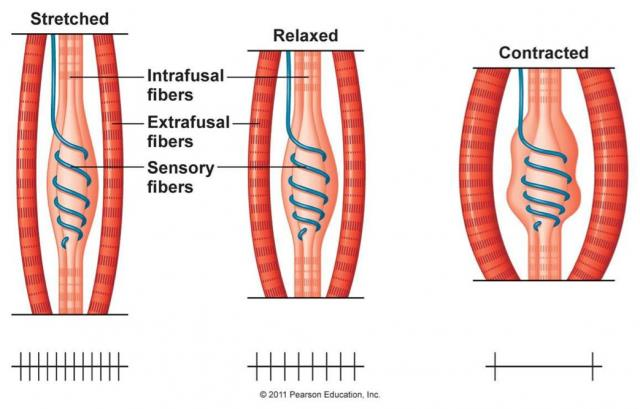 Stretched
Relaxed
Contracted
Intrafusal
fibers
Extrafusal
fibers
Sensory
fibers
© 2011 Pearson Education, Inc.